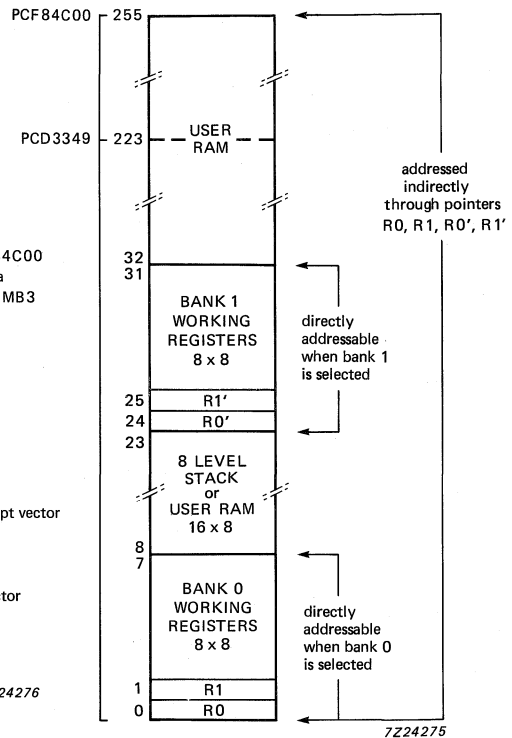 PCF84C00 255
PCD3349 223
USER
RAM
addressed
indirectly
through pointers
R0, R1, R0′, R1′
4C00
a
MB3
32
31
BANK 1
WORKING
REGISTERS
8 x 8
directly
addressable
when bank 1
is selected
25 R1′
24 R0′
23
8 LEVEL
STACK
or
USER RAM
16 x 8
pt vector
8
7
BANK 0
WORKING
REGISTERS
8 x 8
tor
directly
addressable
when bank 0
is selected
24276
1 R1
0 R0
7Z24275